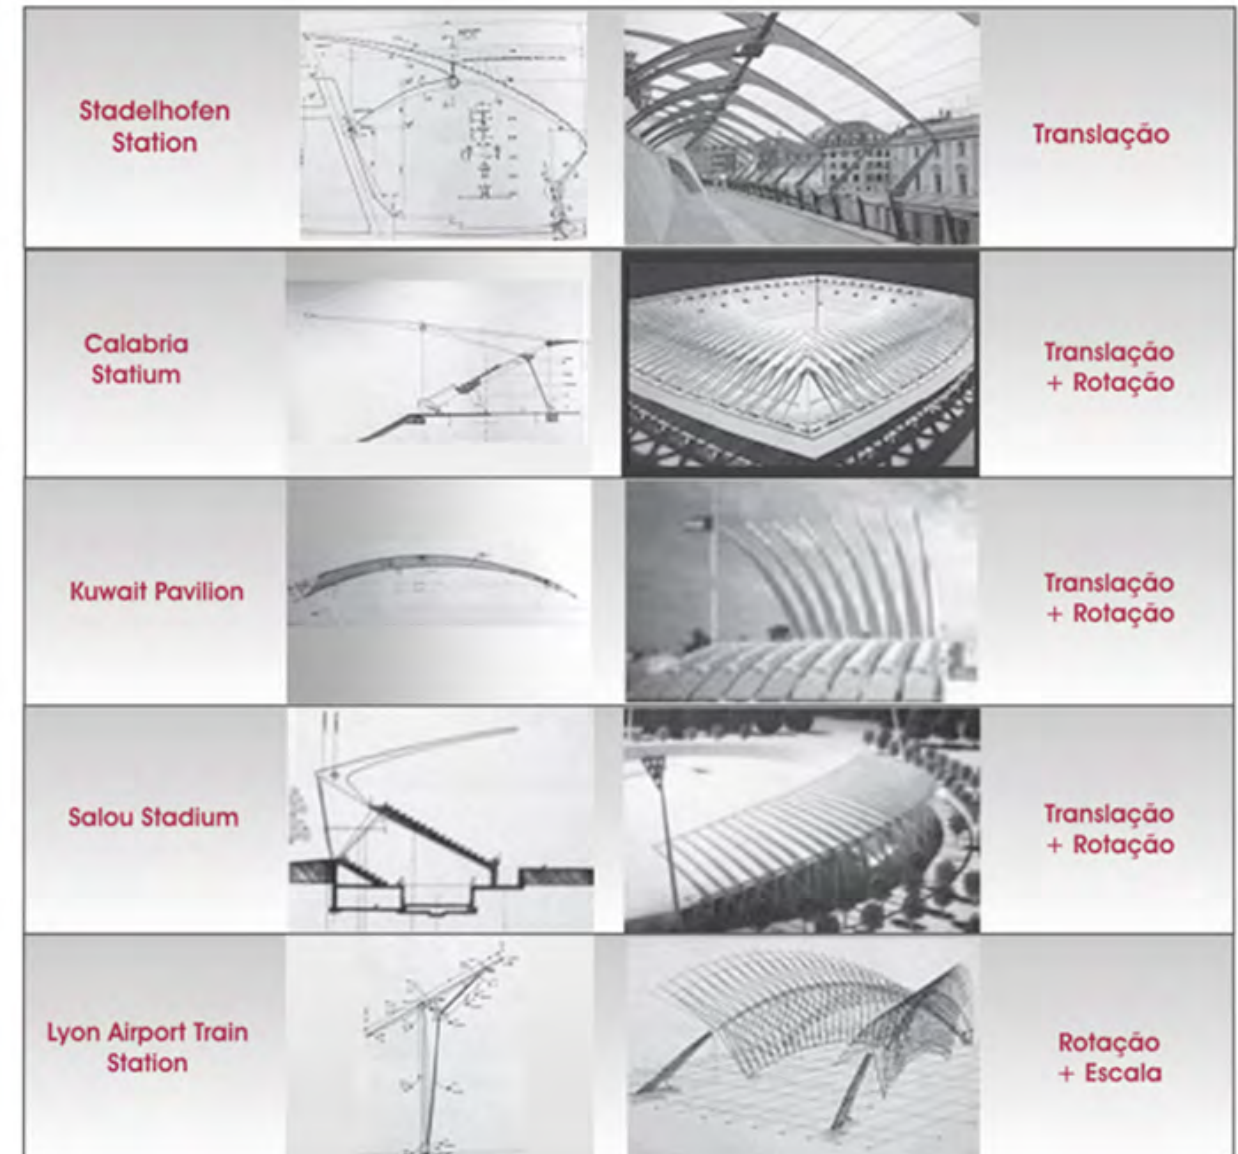 Stadelhofen
Station
Translação
Calabria
Statium
Translação
+ Rotação
Kuwait Pavilion
Translação
+ Rotação
Salou Stadium
Translação
+ Rotação
Lyon Airport Train
Station
Rotação
+ Escala